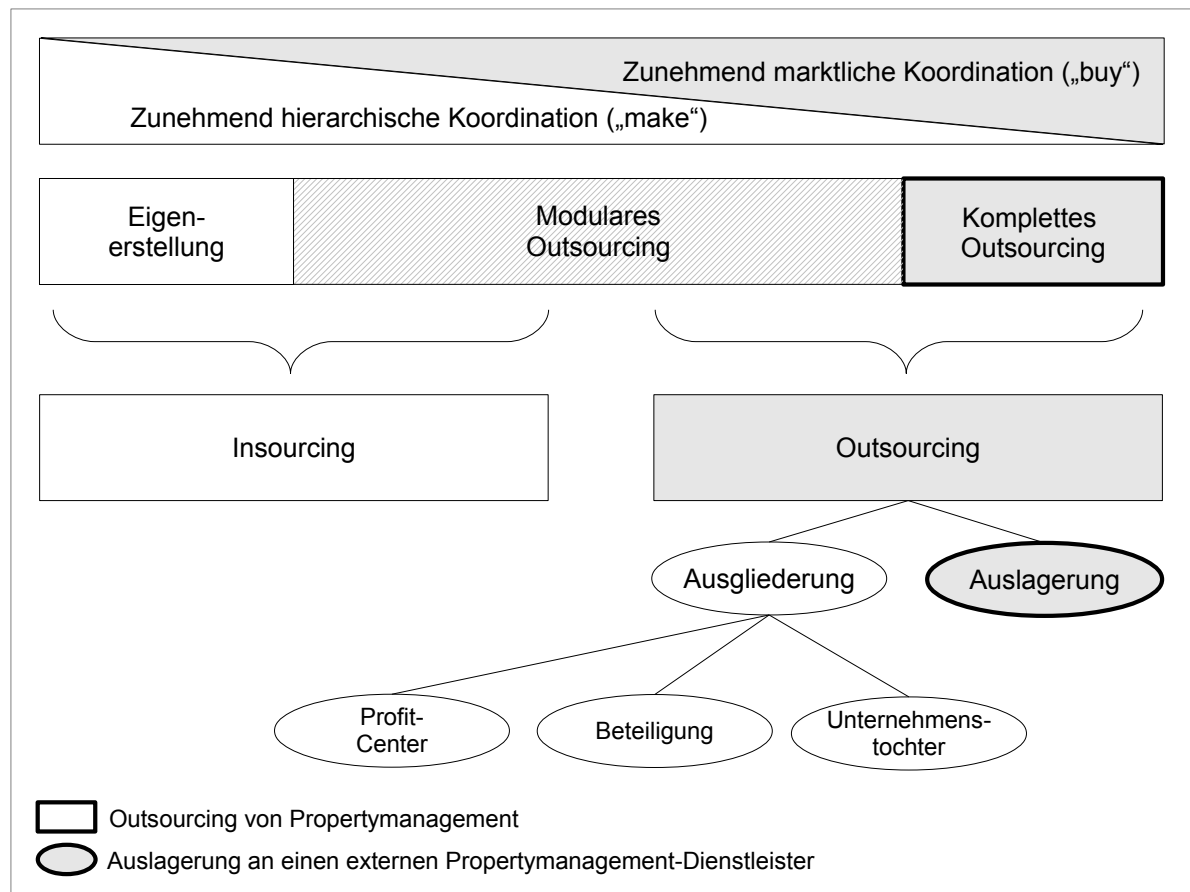 Zunehmend marktliche Koordination („buy“)
Zunehmend hierarchische Koordination („make“)
Eigen-
erstellung
Modulares
Outsourcing
Komplettes
Outsourcing
Insourcing
Outsourcing
Ausgliederung
Auslagerung
Profit-
Center
Beteiligung
Unternehmens-
tochter
Outsourcing von Propertymanagement
Auslagerung an einen externen Propertymanagement-Dienstleister